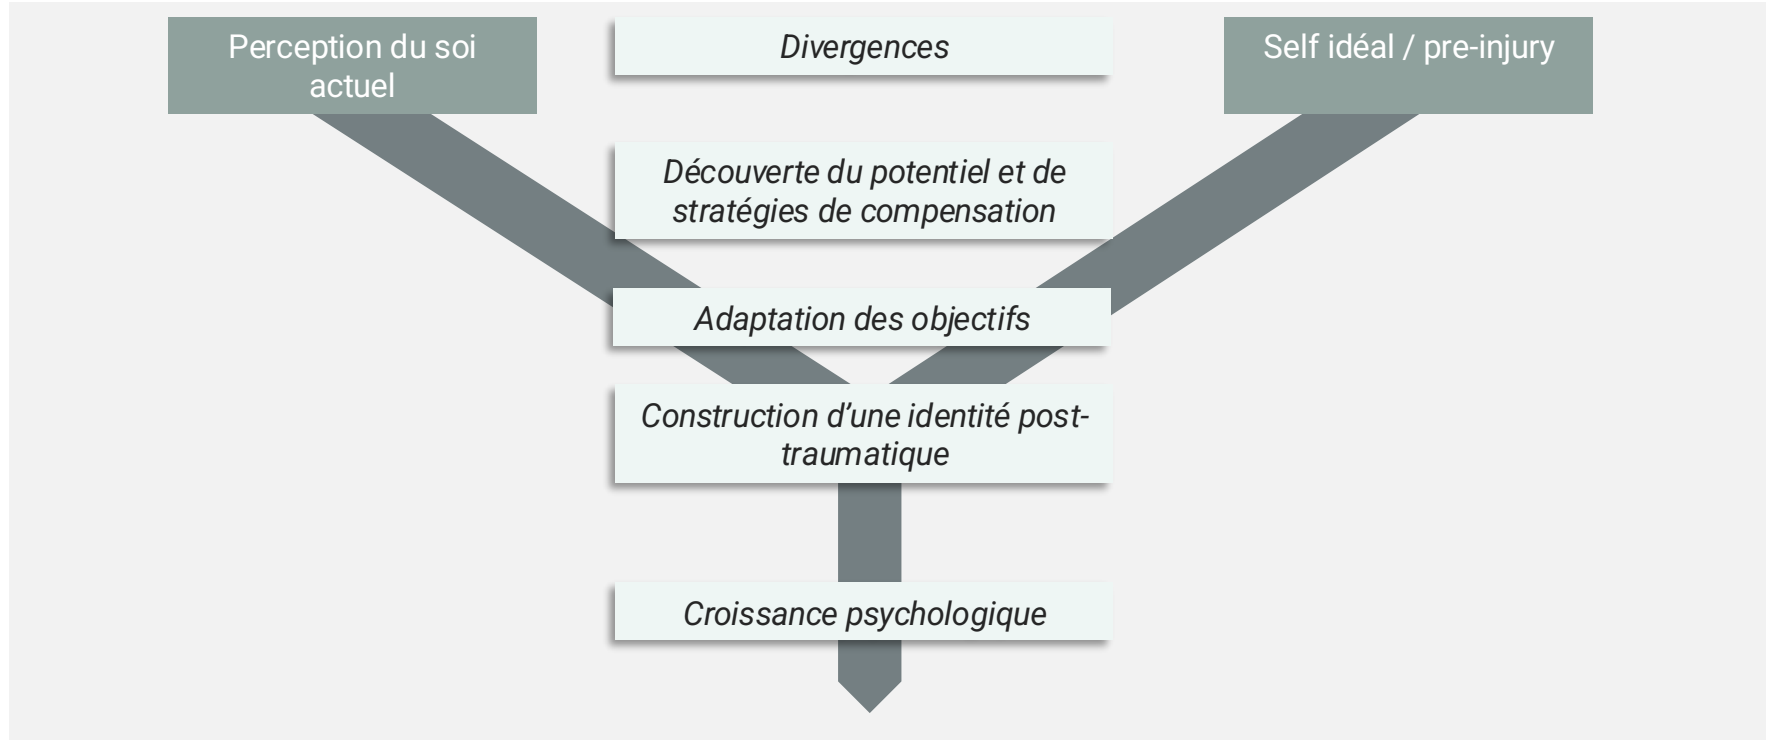 Perception du soi
actuel
Divergences
Self idéal / pre-injury
Découverte du potentiel et de
stratégies de compensation
Adaptation des objectifs
Construction d’une identité post-
traumatique
Croissance psychologique